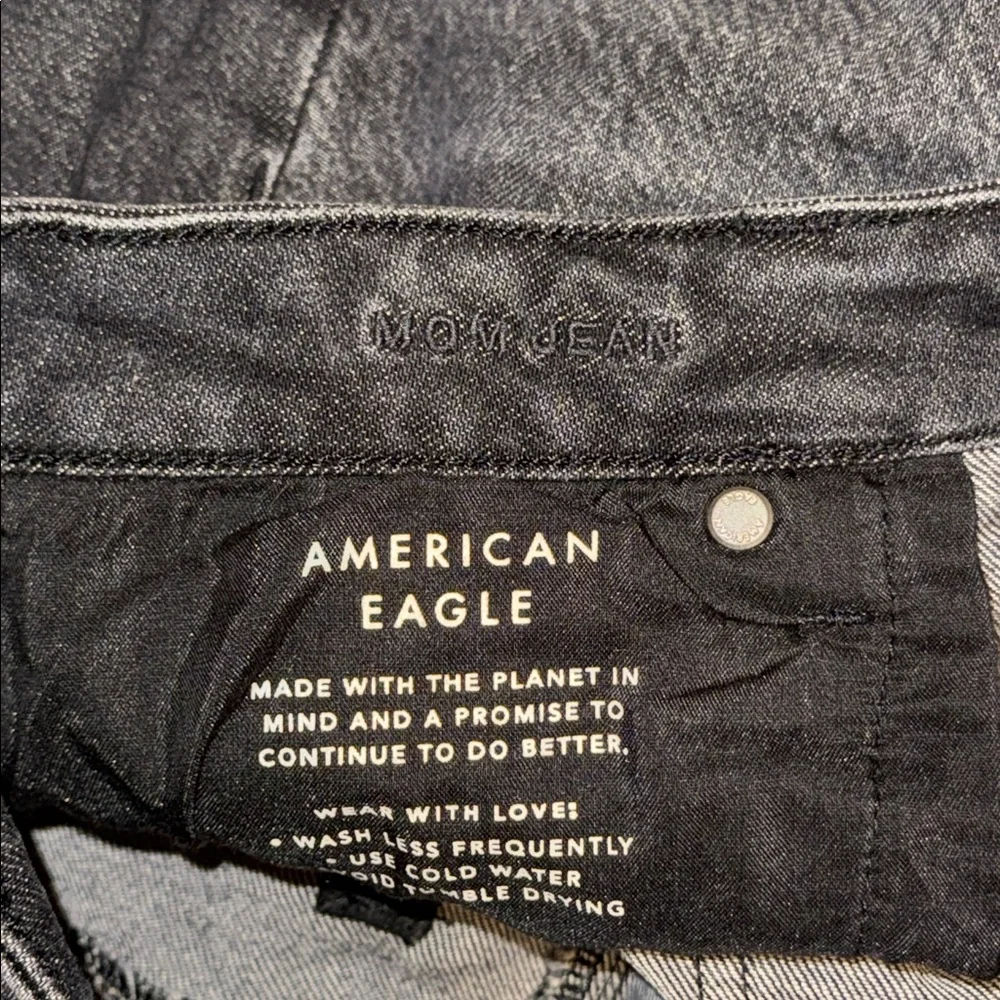 MOM JEAN
AMERICAN
EAGLE
MADE WITH THE PLANET IN
MIND AND A PROMISE TO
CONTINUE TO DO BETTER.
WEAR WITH LOVE:
• WASH LESS FREQUENTLY
• USE COLD WATER
TUMBLE DRYING